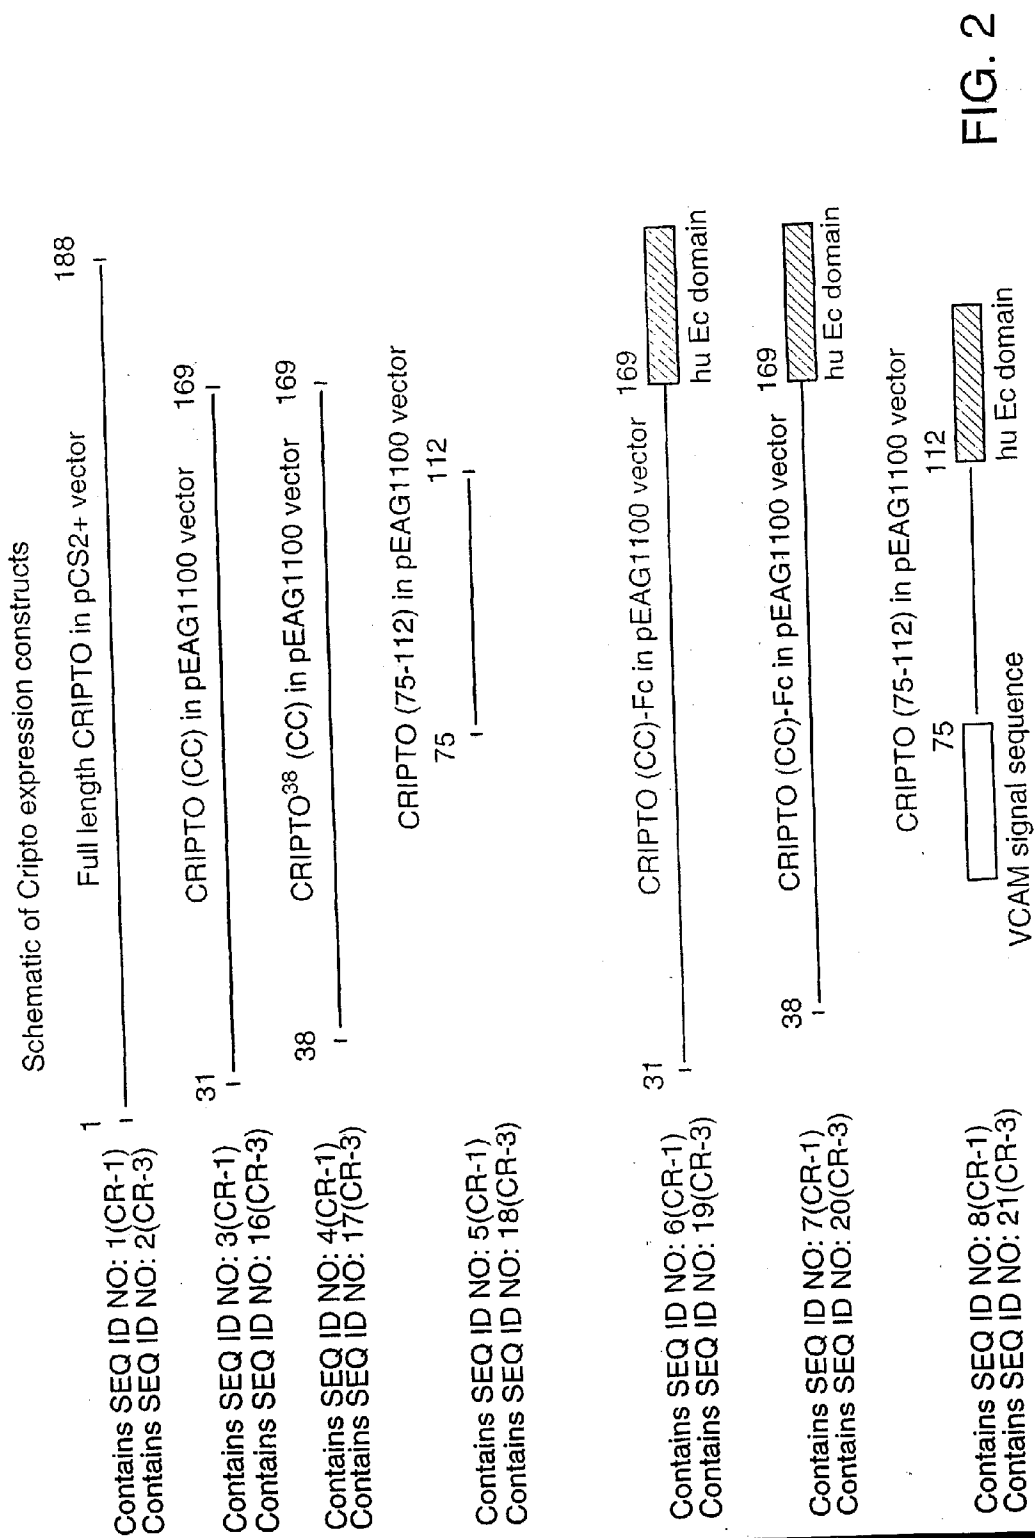 Schematic of Cripto expression constructs
Contains SEQ ID NO: 1(CR-1)
Contains SEQ ID NO: 2(CR-3)
1
Full length CRIPTO in pCS2+ vector
188
Contains SEQ ID NO: 3(CR-1)
Contains SEQ ID NO: 16(CR-3)
31
CRIPTO (CC) in pEAG1100 vector
169
Contains SEQ ID NO: 4(CR-1)
Contains SEQ ID NO: 17(CR-3)
38
CRIPTO38 (CC) in pEAG1100 vector
169
Contains SEQ ID NO: 5(CR-1)
Contains SEQ ID NO: 18(CR-3)
CRIPTO (75-112) in pEAG1100 vector
75
112
Contains SEQ ID NO: 6(CR-1)
Contains SEQ ID NO: 19(CR-3)
31
CRIPTO (CC)-Fc in pEAG1100 vector
169
hu Ec domain
Contains SEQ ID NO: 7(CR-1)
Contains SEQ ID NO: 20(CR-3)
38
CRIPTO (CC)-Fc in pEAG1100 vector
169
hu Ec domain
Contains SEQ ID NO: 8(CR-1)
Contains SEQ ID NO: 21(CR-3)
CRIPTO (75-112) in pEAG1100 vector
75
112
VCAM signal sequence
hu Ec domain
FIG. 2